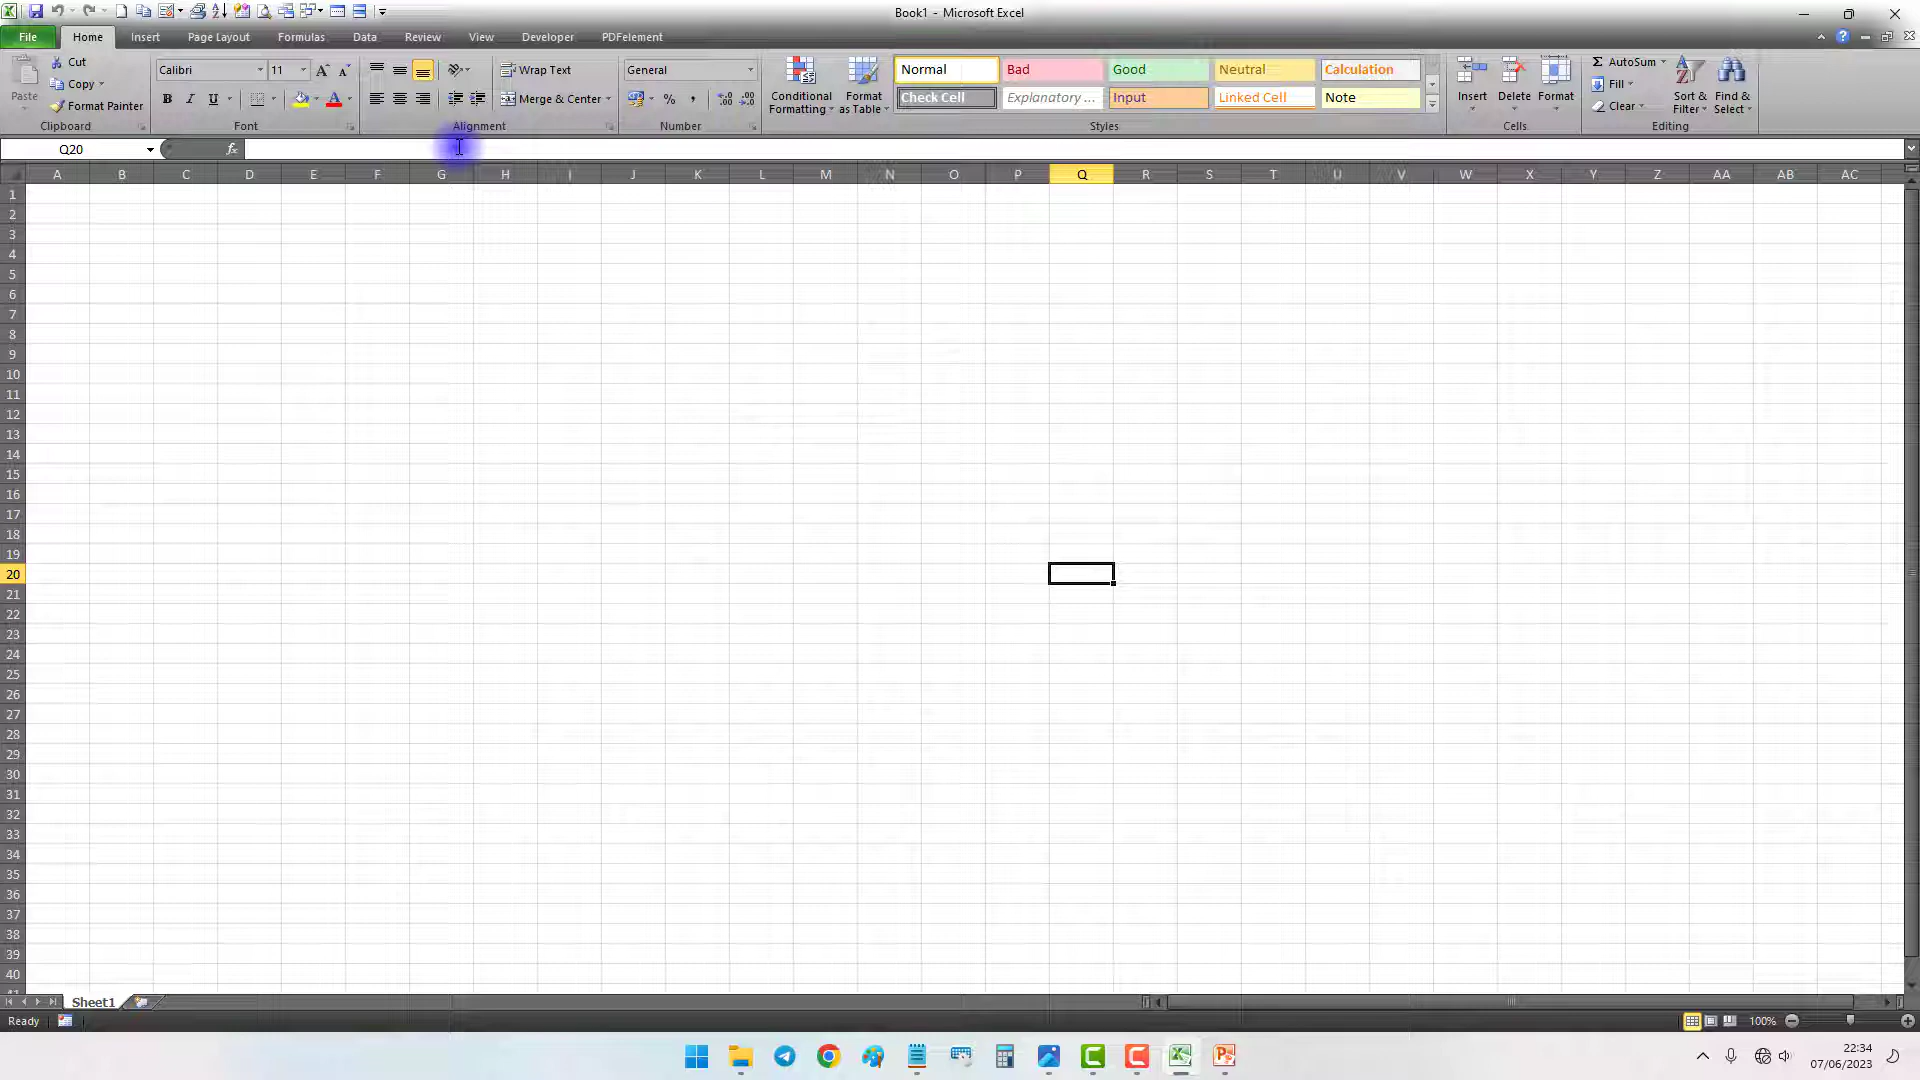 Book1 - Microsoft Excel
File Home Insert Page Layout Formulas Data Review View Developer PDFelement
Paste
Cut
Copy
Format Painter
Clipboard
Calibri 11
B I U
Font
Wrap Text
Merge & Center
Alignment
General
%
Number
Conditional Formatting
Format as Table
Normal Bad Good Neutral Calculation
Check Cell Explanatory ... Input Linked Cell Note
Styles
Insert Delete Format
Cells
Σ AutoSum
Fill
Clear
Sort & Filter
Find & Select
Editing
Q20 fx
A B C D E F G H I J K L M N O P Q R S T U V W X Y Z AA AB AC
1
2
3
4
5
6
7
8
9
10
11
12
13
14
15
16
17
18
19
20
21
22
23
24
25
26
27
28
29
30
31
32
33
34
35
36
37
38
39
40
Sheet1
Ready
100%
22:34
07/06/2023